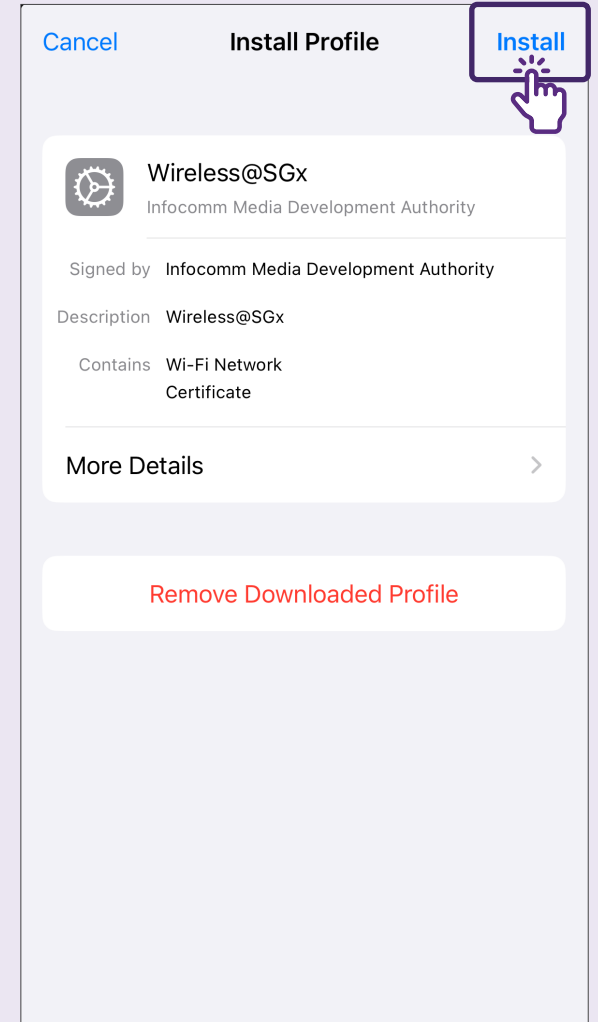 Cancel
Install Profile
Install
Wireless@SGx
Infocomm Media Development Authority
Signed by Infocomm Media Development Authority
Description Wireless@SGx
Contains Wi-Fi Network
Certificate
More Details
Remove Downloaded Profile